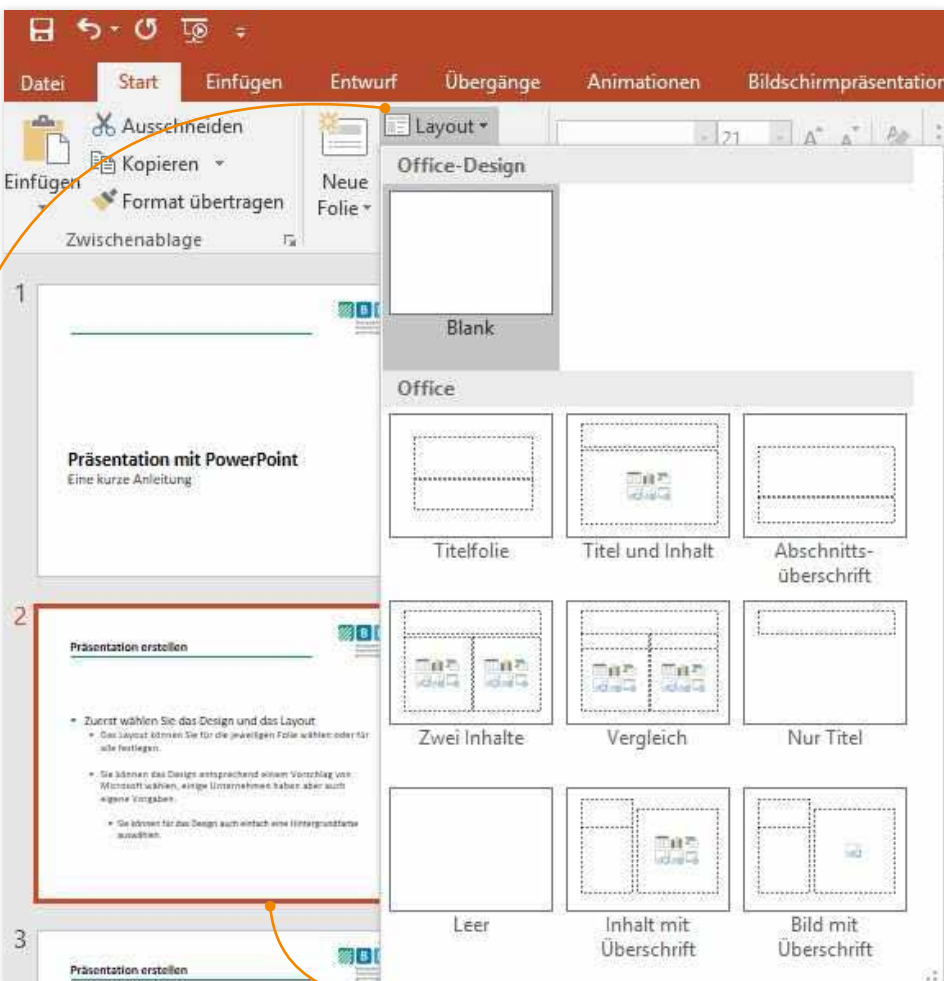 Datei Start Einfügen Entwurf Übergänge Animationen Bildschirmpräsentation
Einfügen
Ausschneiden
Kopieren
Format übertragen
Zwischenablage
Neue
Folie
Layout
21
Office-Design
Blank
Office
Titelfolie
Titel und Inhalt
Abschnitts-
überschrift
Zwei Inhalte
Vergleich
Nur Titel
Leer
Inhalt mit
Überschrift
Bild mit
Überschrift
1
Präsentation mit PowerPoint
Eine kurze Anleitung
2
Präsentation erstellen
• Zuerst wählen Sie das Design und das Layout
• Das Layout können Sie für die jeweiligen Folie wählen oder für
alle festlegen.
• Sie können das Design entsprechend einem Vorschlag von
Microsoft wählen, einige Unternehmen haben aber auch
eigene Vorgaben.
• Sie können für das Design auch einfach eine Hintergrundfarbe
auswählen.
3
Präsentation erstellen